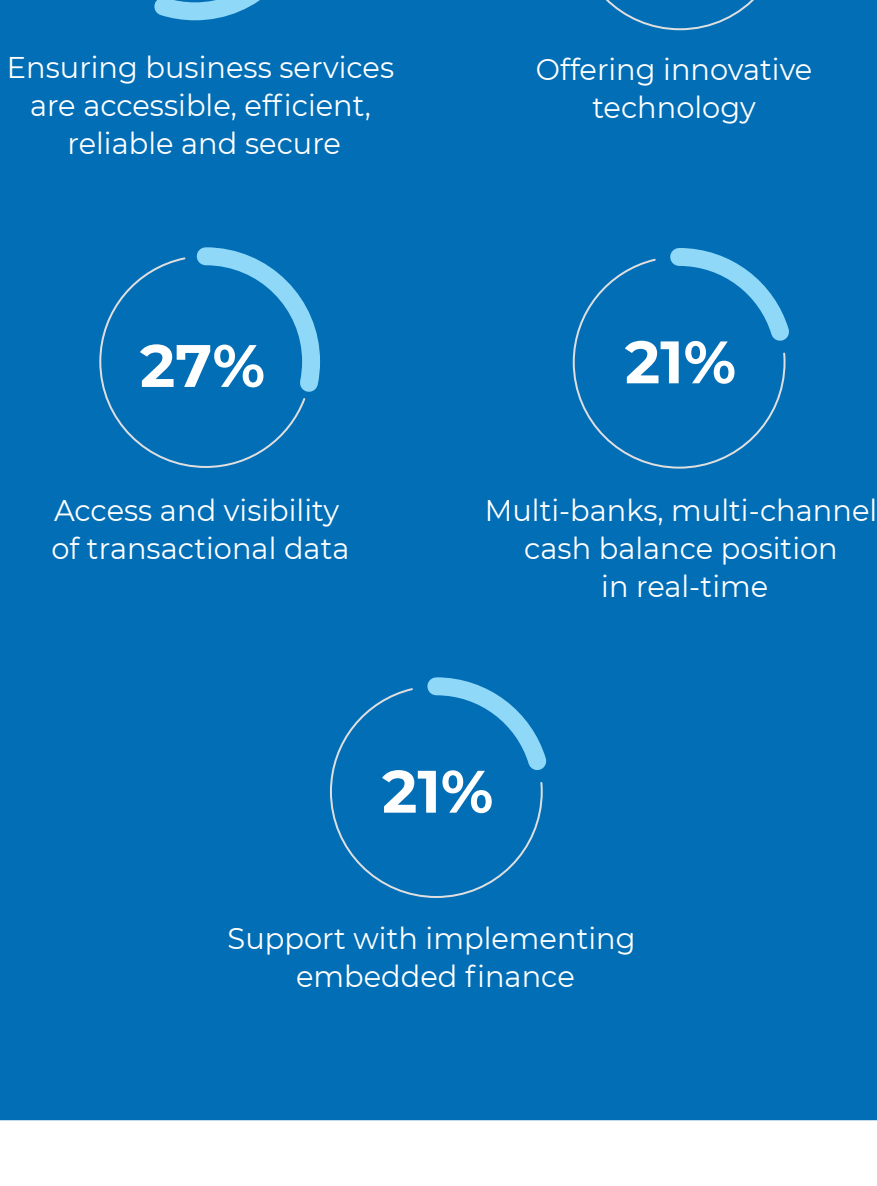 Ensuring business services
are accessible, efficient,
reliable and secure
Offering innovative
technology
27%
Access and visibility
of transactional data
21%
Multi-banks, multi-channel
cash balance position
in real-time
21%
Support with implementing
embedded finance